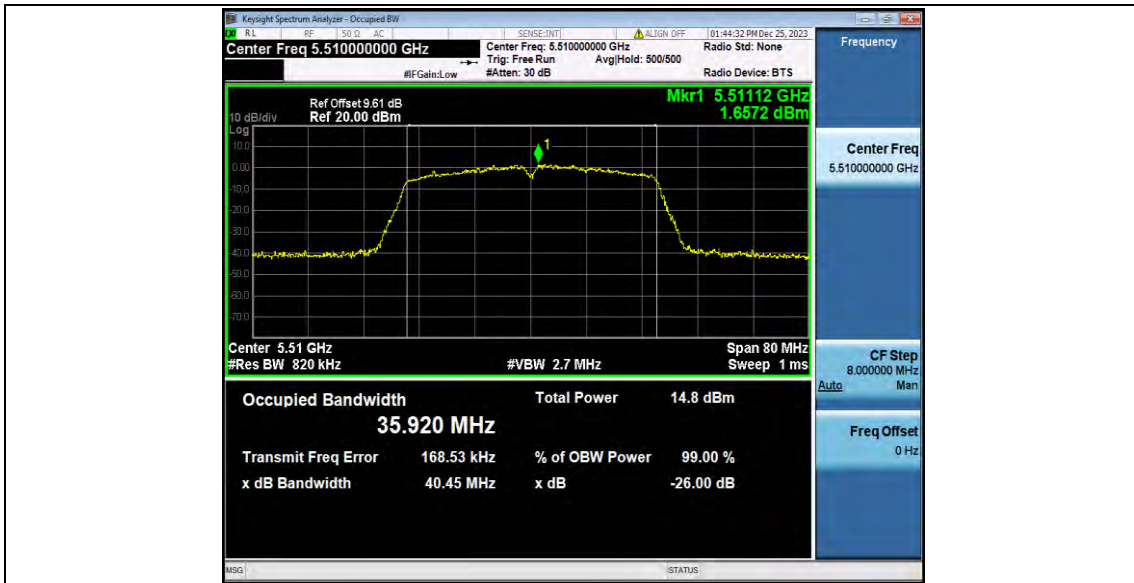 Keysight Spectrum Analyzer - Occupied BW
RL RF 50 Ω AC SENSE:INT ALIGN OFF 01:44:32 PM Dec 25, 2023
Center Freq 5.510000000 GHz
Center Freq: 5.510000000 GHz Radio Std: None
Trig: Free Run Avg|Hold: 500/500
#IFGain:Low #Atten: 30 dB Radio Device: BTS
Frequency
Mkr1 5.51112 GHz
1.6572 dBm
Ref Offset 9.61 dB
10 dB/div Ref 20.00 dBm
Log
10.0
0.00
-10.0
-20.0
-30.0
-40.0
-50.0
-60.0
-70.0
1
Center Freq
5.510000000 GHz
Center 5.51 GHz Span 80 MHz
#Res BW 820 kHz #VBW 2.7 MHz Sweep 1 ms
CF Step
8.000000 MHz
Auto Man
Occupied Bandwidth Total Power 14.8 dBm
35.920 MHz
Transmit Freq Error 168.53 kHz % of OBW Power 99.00 %
x dB Bandwidth 40.45 MHz x dB -26.00 dB
Freq Offset
0 Hz
MSG STATUS